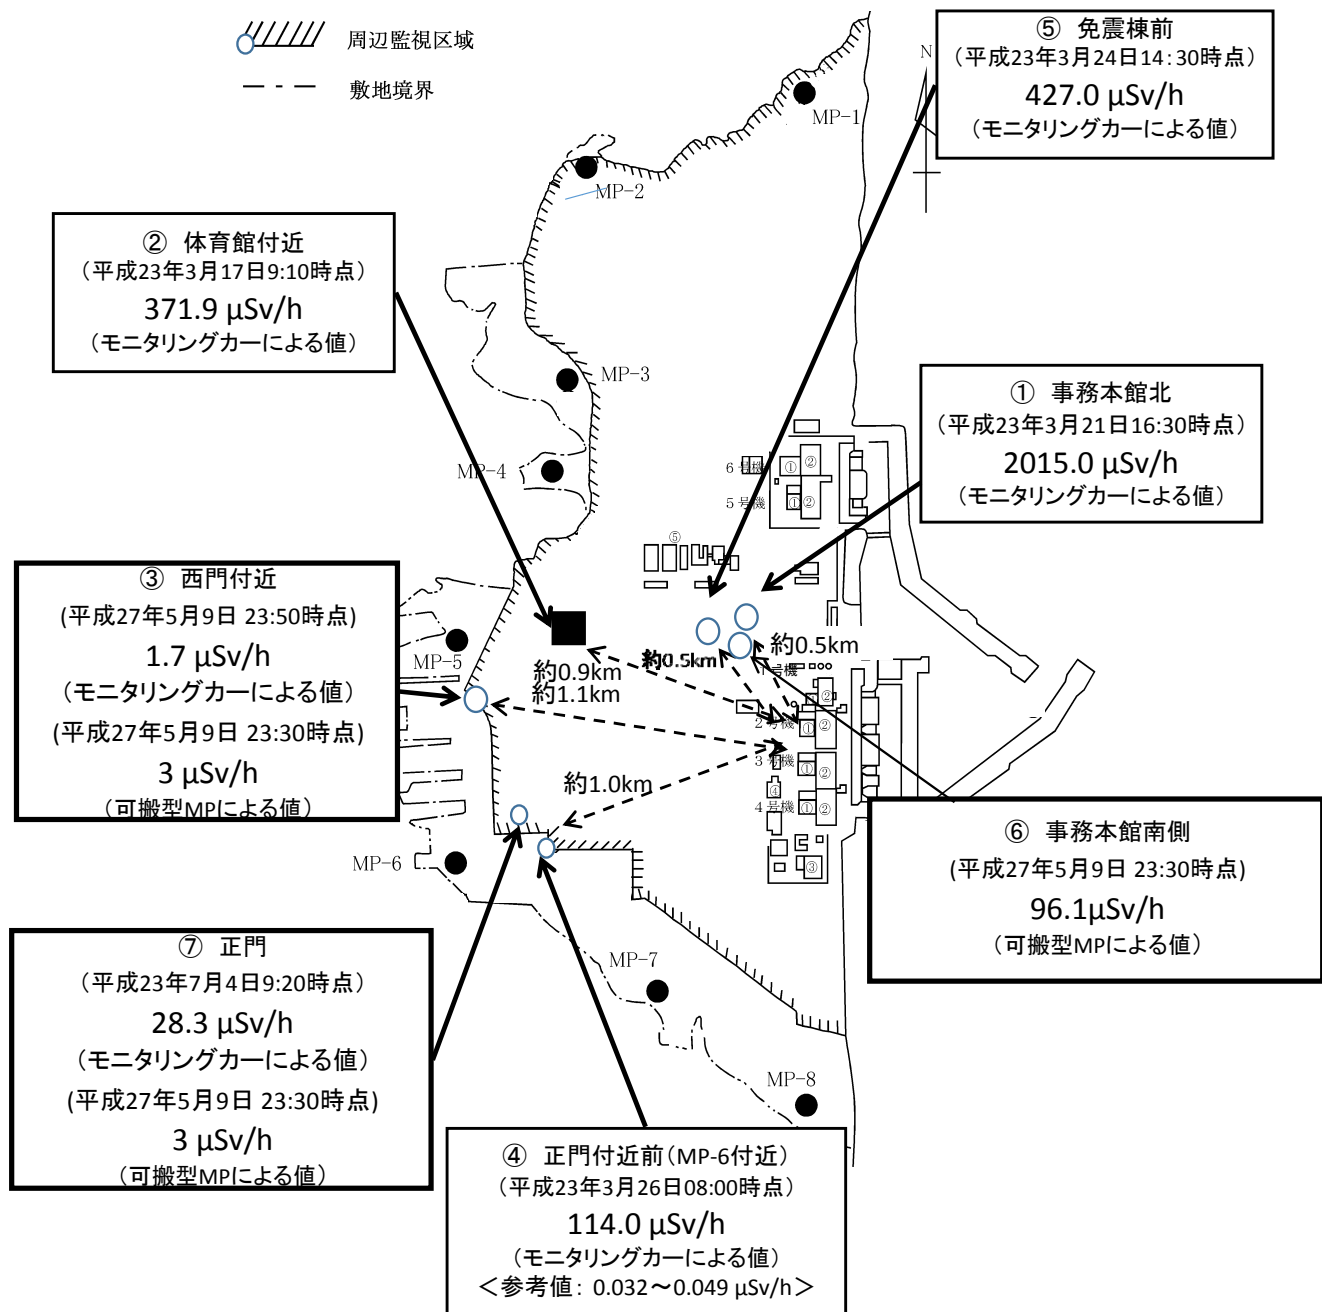 周辺監視区域
敷地境界
⑤ 免震棟前
（平成23年3月24日14：30時点）
427.0 μSv/h
（モニタリングカーによる値）
N
MP-1
MP-2
② 体育館付近
（平成23年3月17日9:10時点）
371.9 μSv/h
（モニタリングカーによる値）
MP-3
① 事務本館北
（平成23年3月21日16:30時点）
2015.0 μSv/h
（モニタリングカーによる値）
MP-4
6号機
① ②
5号機
① ②
⑤
③ 西門付近
(平成27年5月9日 23:50時点)
1.7 μSv/h
（モニタリングカーによる値）
(平成27年5月9日 23:30時点)
3 μSv/h
（可搬型MPによる値）
MP-5
約0.9km
約1.1km
約0.5km
約0.5km
1号機
②
2号機
① ②
3号機
① ②
④
4号機
① ②
③
約1.0km
MP-6
⑥ 事務本館南側
(平成27年5月9日 23:30時点)
96.1μSv/h
（可搬型MPによる値）
⑦ 正門
（平成23年7月4日9:20時点）
28.3 μSv/h
（モニタリングカーによる値）
(平成27年5月9日 23:30時点)
3 μSv/h
（可搬型MPによる値）
MP-7
MP-8
④ 正門付近前（MP-6付近）
（平成23年3月26日08:00時点）
114.0 μSv/h
（モニタリングカーによる値）
＜参考値： 0.032～0.049 μSv/h＞